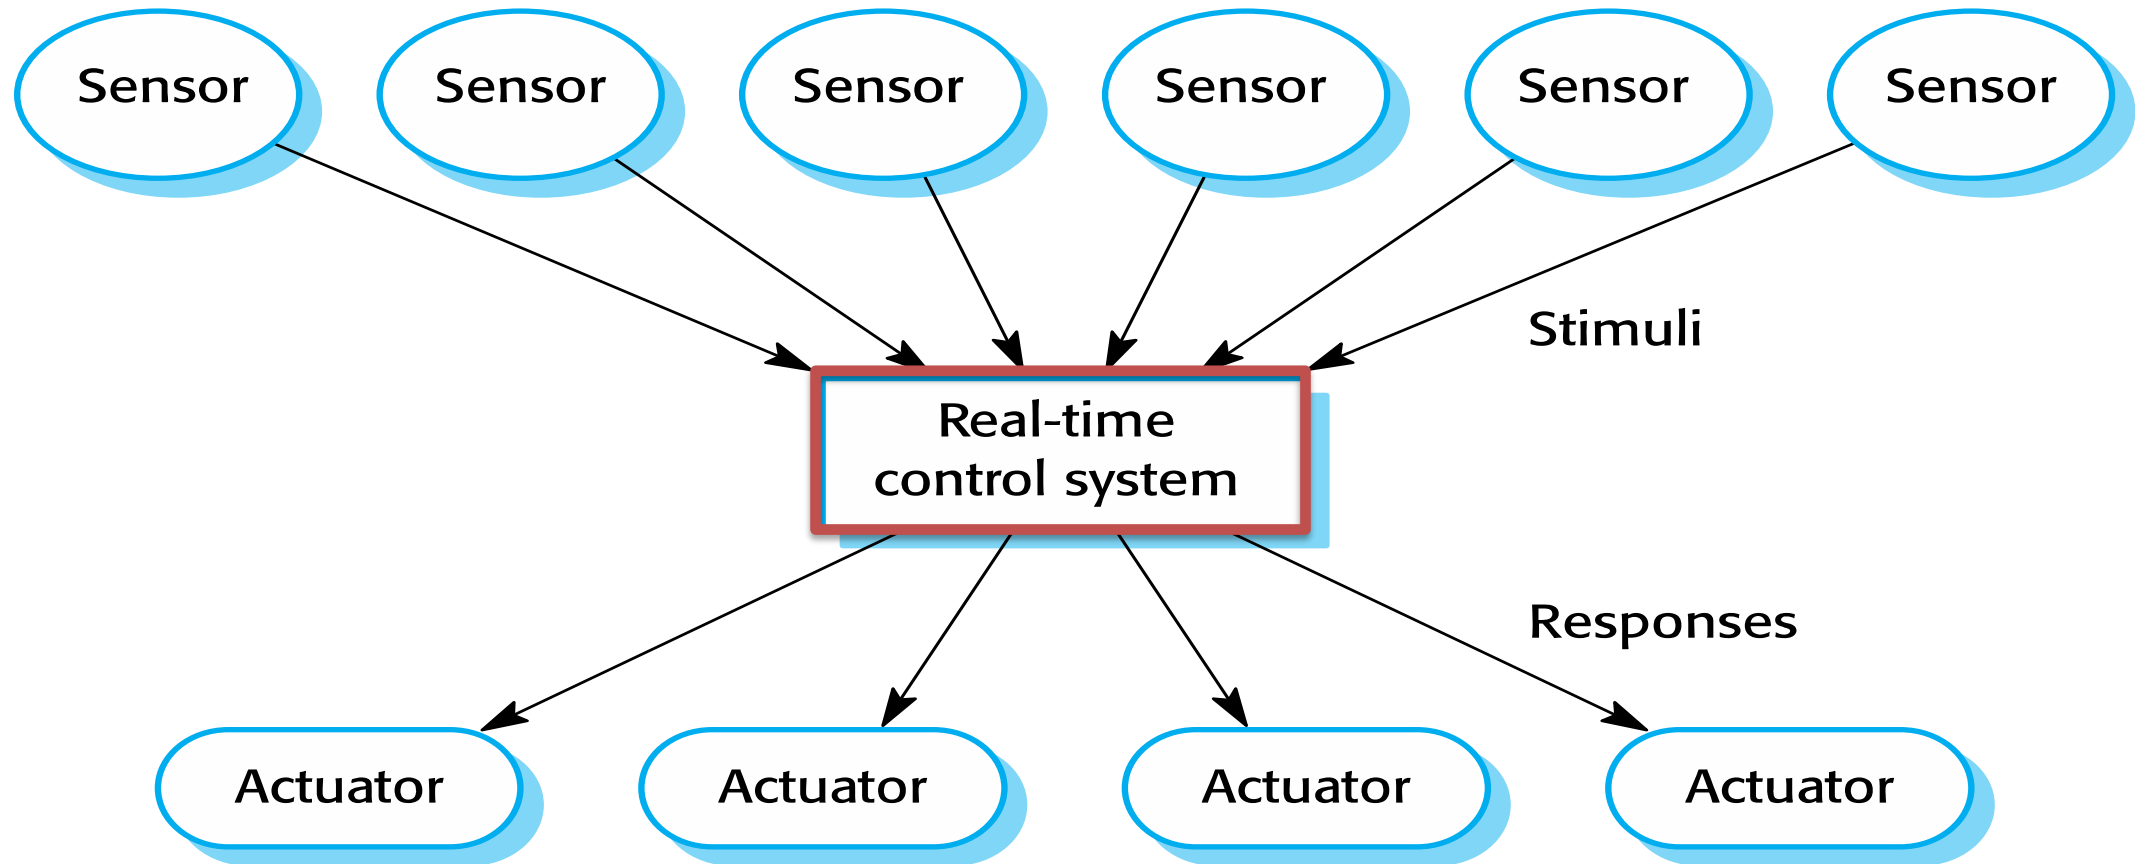 Sensor
Sensor
Sensor
Sensor
Sensor
Sensor
Stimuli
Real-time
control system
Responses
Actuator
Actuator
Actuator
Actuator